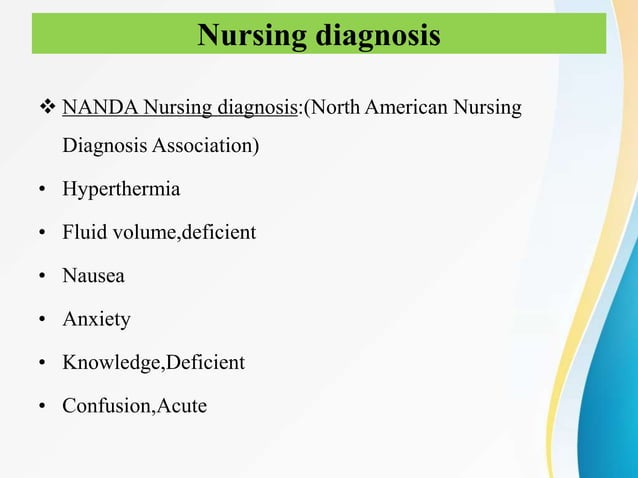 Nursing diagnosis
❖ NANDA Nursing diagnosis:(North American Nursing
Diagnosis Association)
• Hyperthermia
• Fluid volume,deficient
• Nausea
• Anxiety
• Knowledge,Deficient
• Confusion,Acute